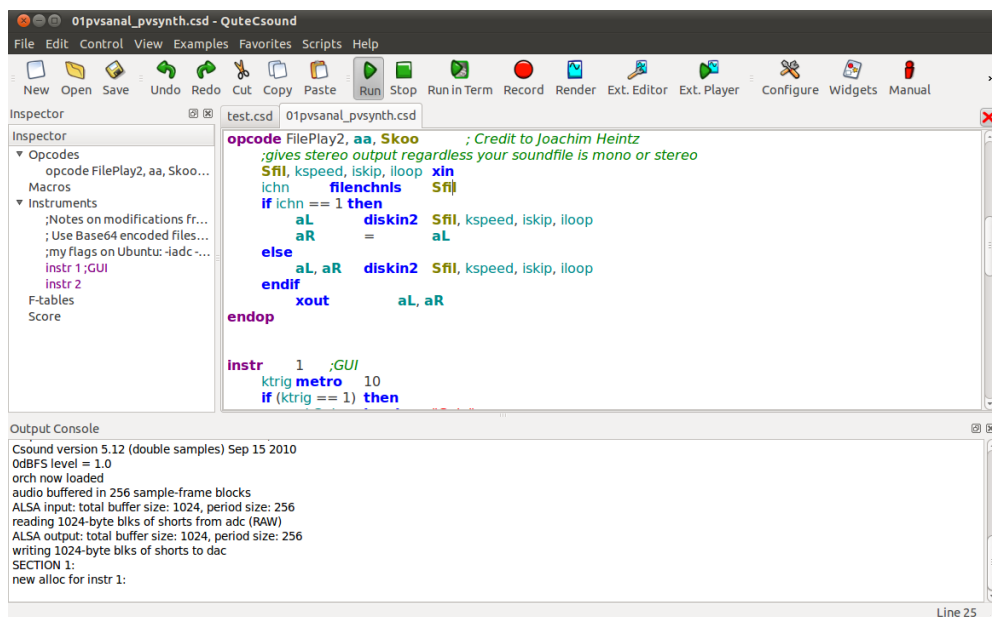 01pvsanal_pvsynth.csd - QuteCsound
File Edit Control View Examples Favorites Scripts Help
New Open Save Undo Redo Cut Copy Paste Run Stop Run in Term Record Render Ext. Editor Ext. Player Configure Widgets Manual
Inspector
test.csd 01pvsanal_pvsynth.csd
Inspector
Opcodes
opcode FilePlay2, aa, Skoo...
Macros
Instruments
;Notes on modifications fr...
; Use Base64 encoded files...
;my flags on Ubuntu: -iadc -...
instr 1 ;GUI
instr 2
F-tables
Score
opcode FilePlay2, aa, Skoo ; Credit to Joachim Heintz
;gives stereo output regardless your soundfile is mono or stereo
Sfil, kspeed, iskip, iloop xin
ichn filenchnls Sfil
if ichn == 1 then
aL diskin2 Sfil, kspeed, iskip, iloop
aR = aL
else
aL, aR diskin2 Sfil, kspeed, iskip, iloop
endif
xout aL, aR
endop
instr 1 ;GUI
ktrig metro 10
if (ktrig == 1) then
Output Console
Csound version 5.12 (double samples) Sep 15 2010
0dBFS level = 1.0
orch now loaded
audio buffered in 256 sample-frame blocks
ALSA input: total buffer size: 1024, period size: 256
reading 1024-byte blks of shorts from adc (RAW)
ALSA output: total buffer size: 1024, period size: 256
writing 1024-byte blks of shorts to dac
SECTION 1:
new alloc for instr 1:
Line 25